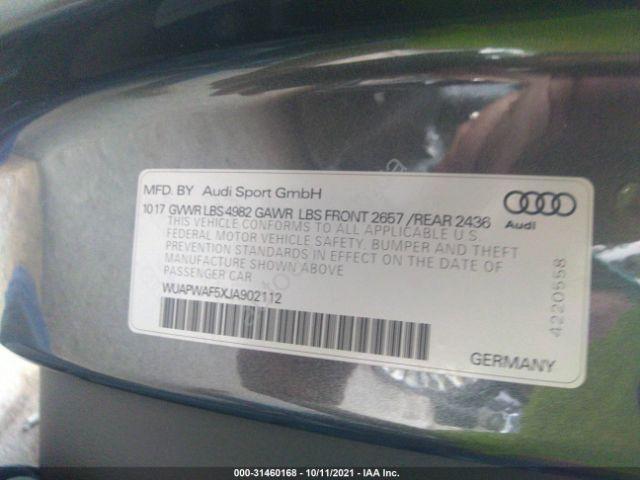 MFD. BY Audi Sport GmbH
10 17 GVWR LBS 4982 GAWR LBS FRONT 2657 / REAR 2436
THIS VEHICLE CONFORMS TO ALL APPLICABLE U.S.
FEDERAL MOTOR VEHICLE SAFETY, BUMPER AND THEFT
PREVENTION STANDARDS IN EFFECT ON THE DATE OF
MANUFACTURE SHOWN ABOVE
PASSENGER CAR
WUAPWAF5XJA902112
Audi
4220558
GERMANY
000-31460168 - 10/11/2021 - IAA Inc.